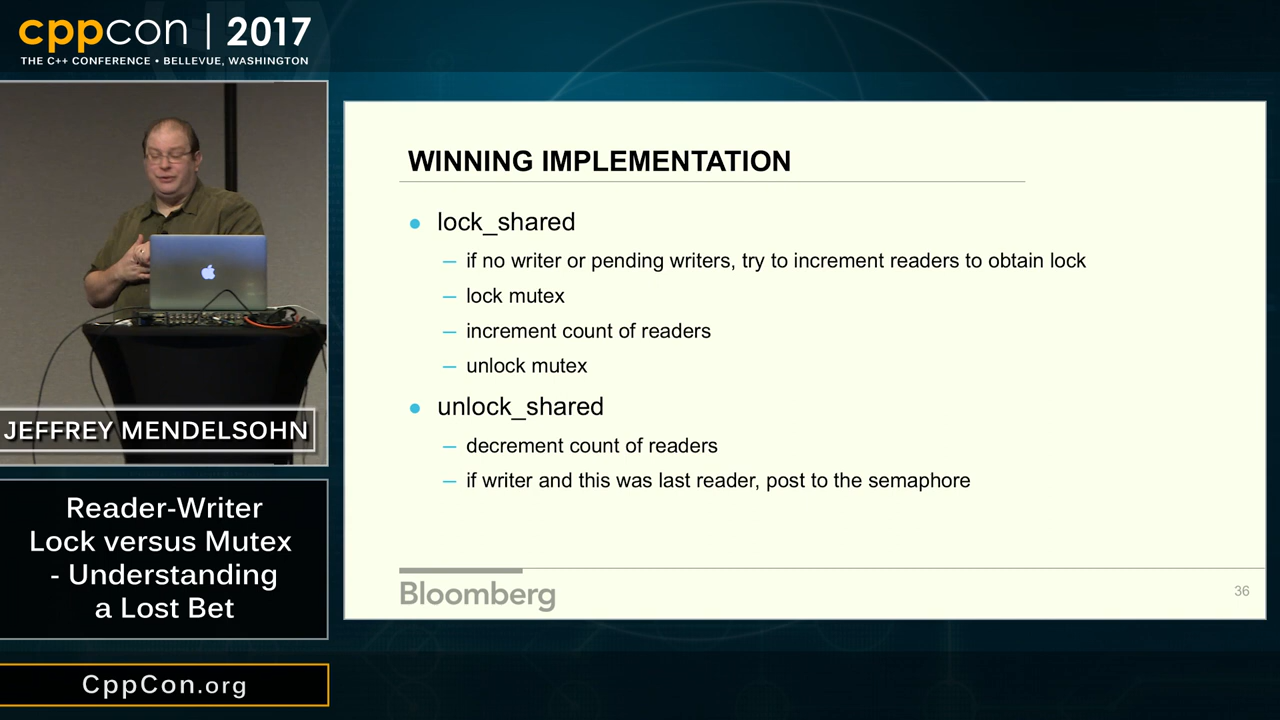 cppcon | 2017
THE C++ CONFERENCE • BELLEVUE, WASHINGTON
JEFFREY MENDELSOHN
Reader-Writer
Lock versus Mutex
- Understanding
a Lost Bet
CppCon.org
WINNING IMPLEMENTATION
● lock_shared
– if no writer or pending writers, try to increment readers to obtain lock
– lock mutex
– increment count of readers
– unlock mutex
● unlock_shared
– decrement count of readers
– if writer and this was last reader, post to the semaphore
Bloomberg
36